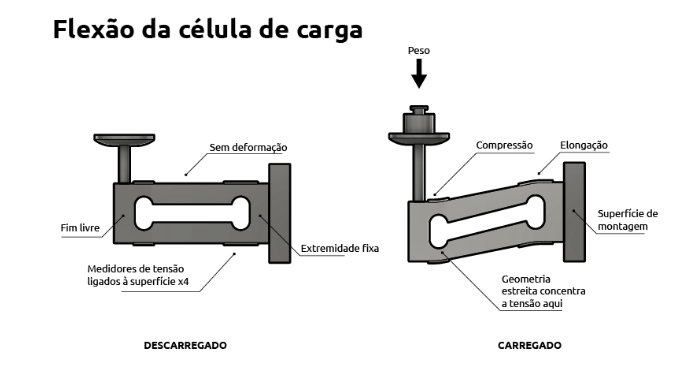 Flexão da célula de carga
Peso
Sem deformação
Compressão
Elongação
Fim livre
Superfície de
montagem
Extremidade fixa
Medidores de tensão
ligados à superfície x4
Geometria
estreita concentra
a tensão aqui
DESCARREGADO
CARREGADO